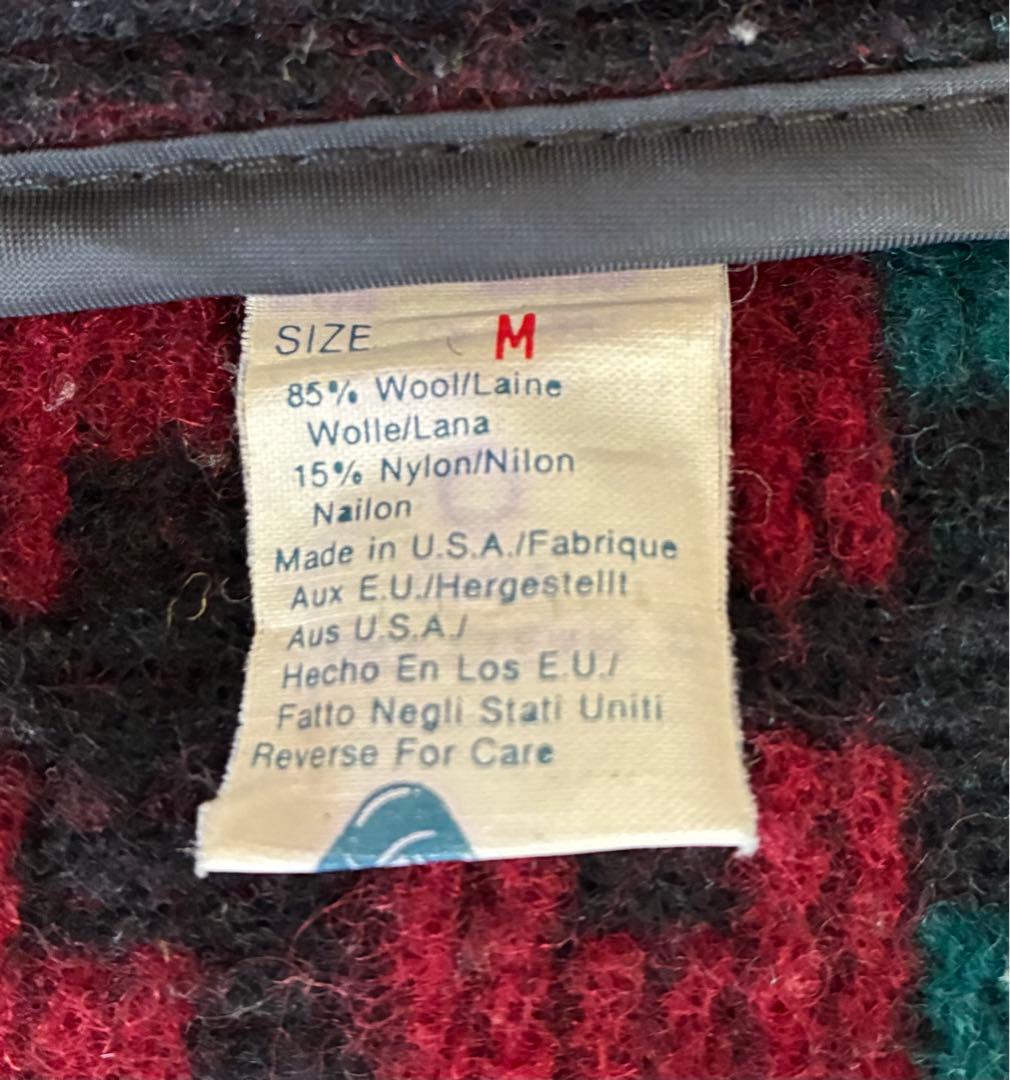 SIZE M
85% Wool/Laine
Wolle/Lana
15% Nylon/Nilon
Nailon
Made in U.S.A./Fabrique
Aux E.U./Hergestellt
Aus U.S.A./
Hecho En Los E.U./
Fatto Negli Stati Uniti
Reverse For Care